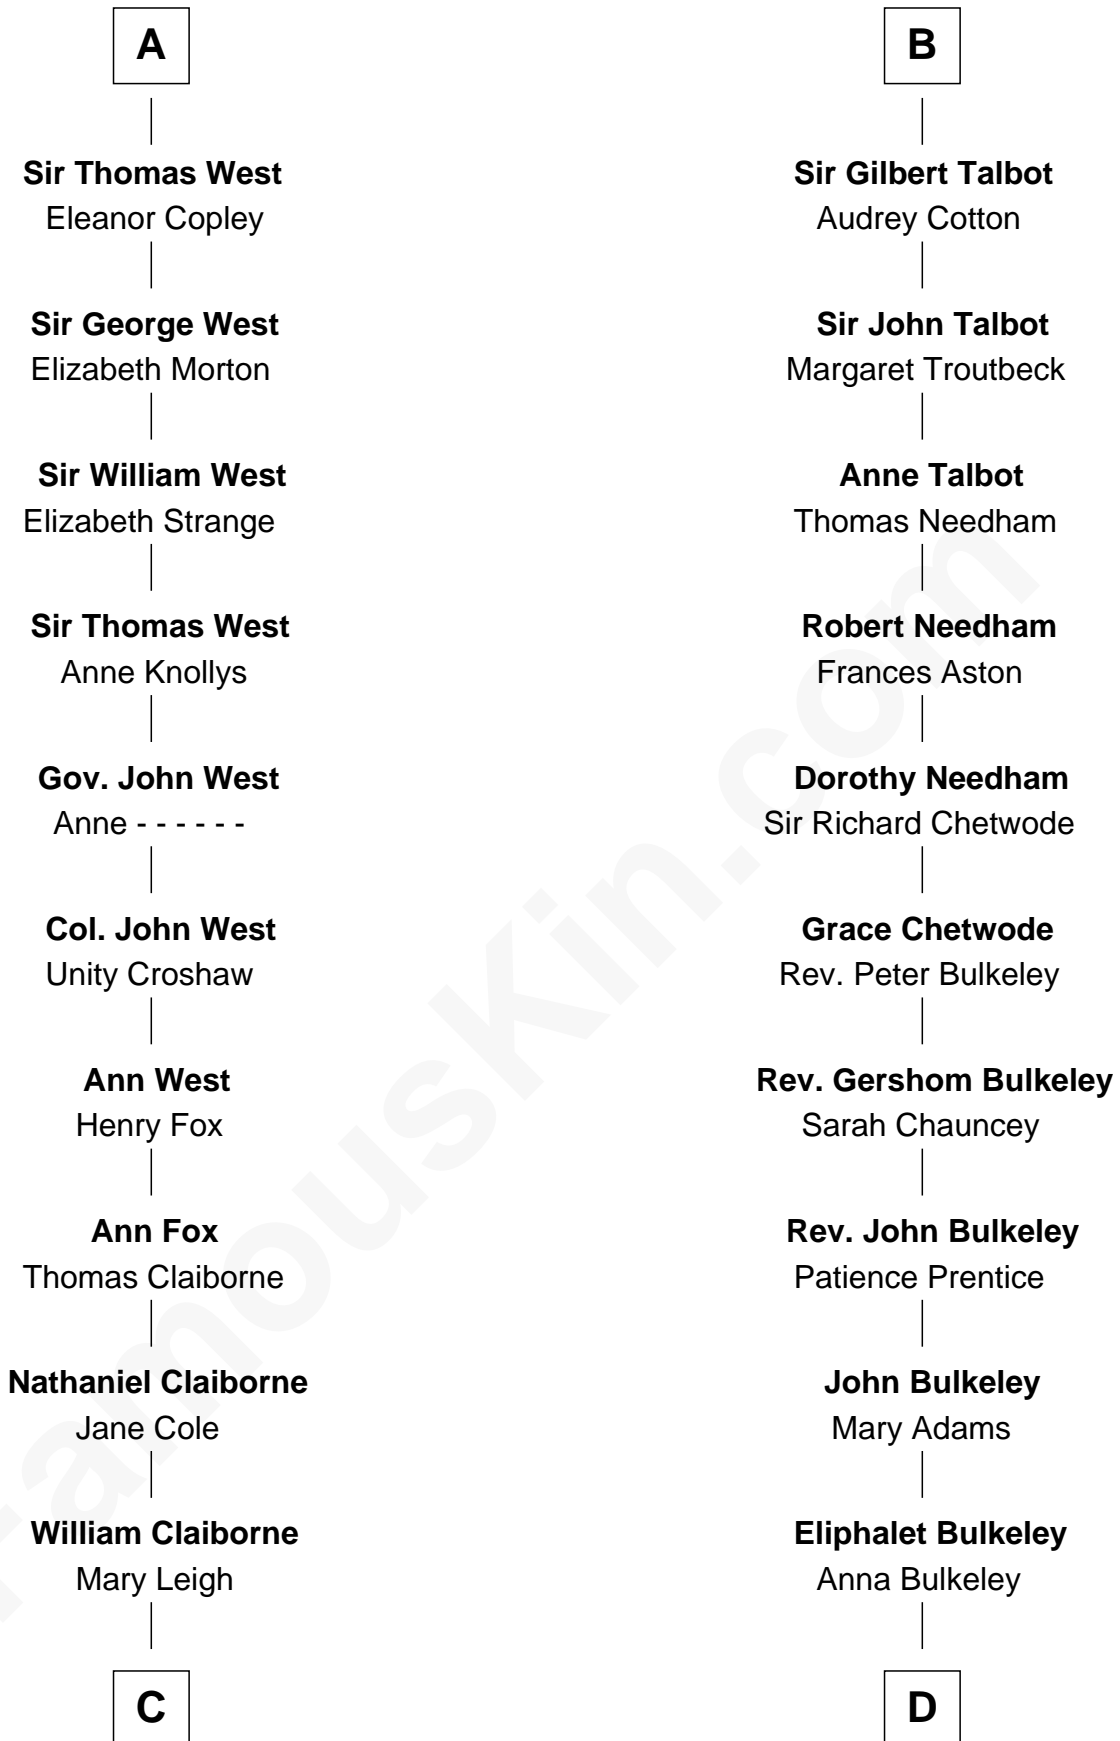 A
Sir Thomas West
Eleanor Copley
Sir George West
Elizabeth Morton
Sir William West
Elizabeth Strange
Sir Thomas West
Anne Knollys
Gov. John West
Anne - - - - - -
Col. John West
Unity Croshaw
Ann West
Henry Fox
Ann Fox
Thomas Claiborne
Nathaniel Claiborne
Jane Cole
William Claiborne
Mary Leigh
C
B
Sir Gilbert Talbot
Audrey Cotton
Sir John Talbot
Margaret Troutbeck
Anne Talbot
Thomas Needham
Robert Needham
Frances Aston
Dorothy Needham
Sir Richard Chetwode
Grace Chetwode
Rev. Peter Bulkeley
Rev. Gershom Bulkeley
Sarah Chauncey
Rev. John Bulkeley
Patience Prentice
John Bulkeley
Mary Adams
Eliphalet Bulkeley
Anna Bulkeley
D
FamousKin.com